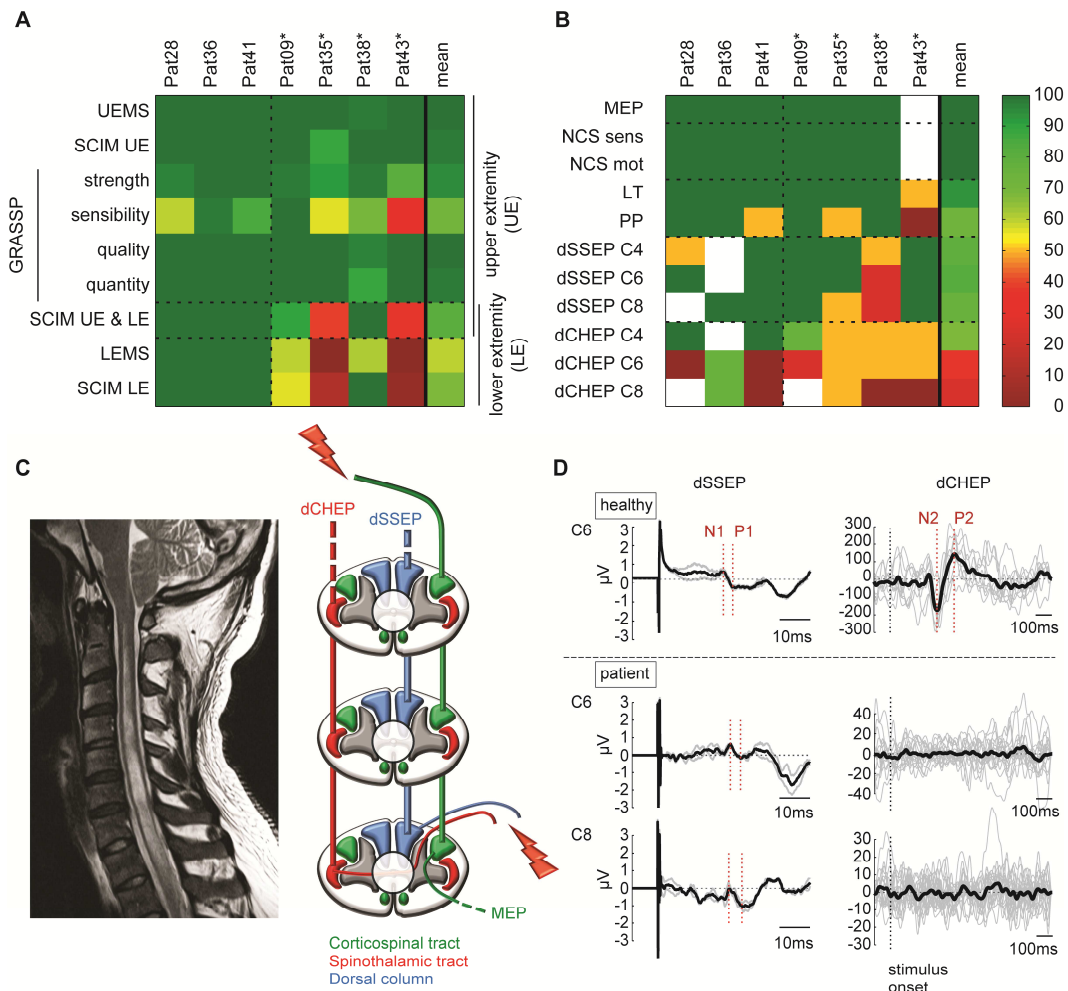 A
Pat28 Pat36 Pat41 Pat09* Pat35* Pat38* Pat43* mean
UEMS
SCIM UE
strength
sensibility
quality
quantity
GRASSP
SCIM UE & LE
LEMS
SCIM LE
upper extremity
(UE)
lower extremity
(LE)
B
Pat28 Pat36 Pat41 Pat09* Pat35* Pat38* Pat43* mean
MEP
NCS sens
NCS mot
LT
PP
dSSEP C4
dSSEP C6
dSSEP C8
dCHEP C4
dCHEP C6
dCHEP C8
100
90
80
70
60
50
40
30
20
10
0
C
dCHEP
dSSEP
MEP
Corticospinal tract
Spinothalamic tract
Dorsal column
D
dSSEP dCHEP
healthy
C6
µV
3
2
1
0
-1
-2
-3
N1 P1
10ms
300
200
100
0
-100
-200
-300
N2 P2
100ms
patient
C6
µV
3
2
1
0
-1
-2
-3
10ms
40
20
0
-20
-40
100ms
C8
µV
3
2
1
0
-1
-2
-3
10ms
30
20
10
0
-10
-20
-30
100ms
stimulus
onset